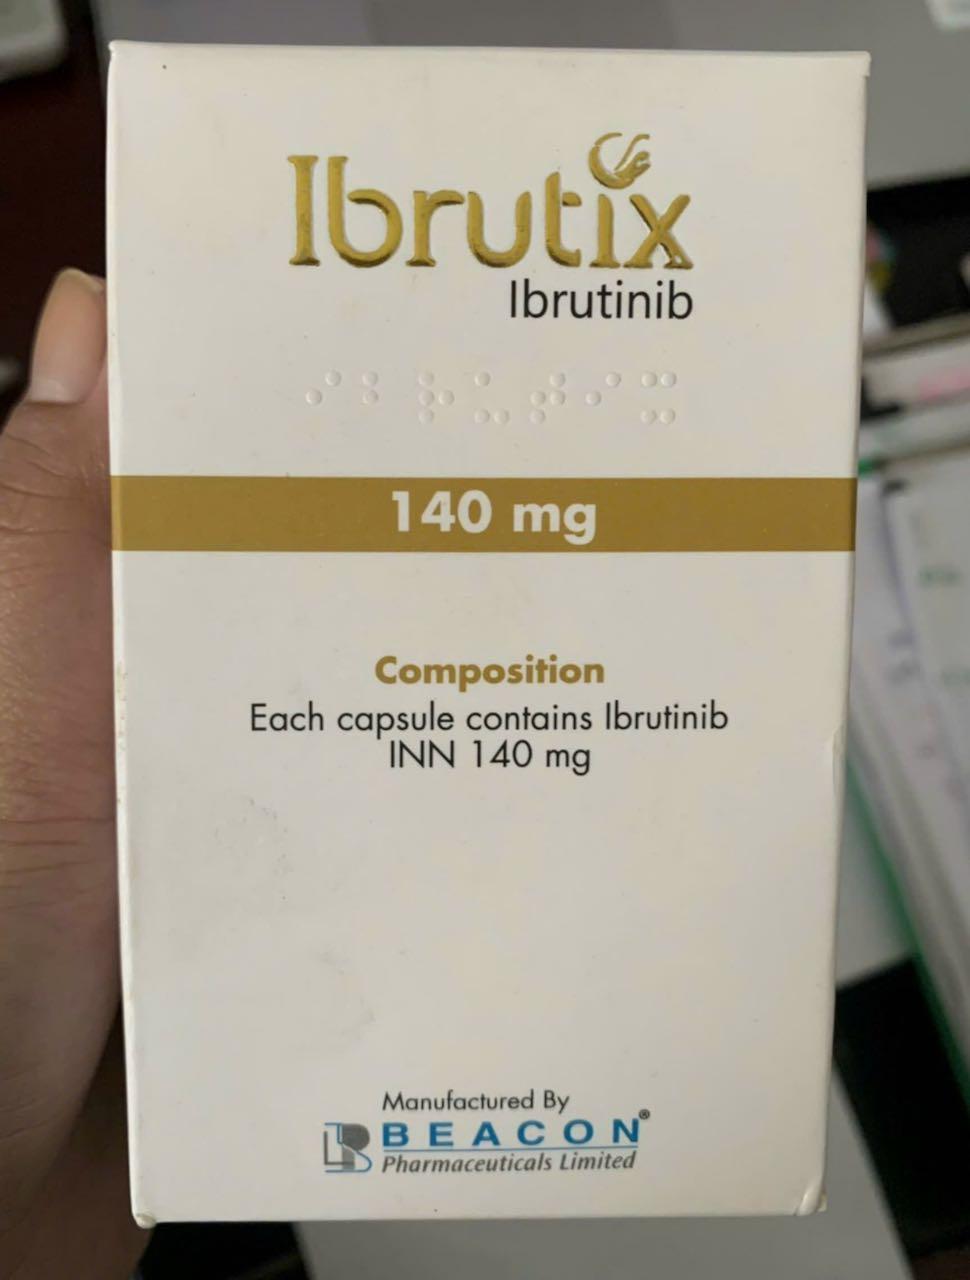 Ibrutix
Ibrutinib
140 mg
Composition
Each capsule contains Ibrutinib
INN 140 mg
Manufactured By
BEACON®
Pharmaceuticals Limited